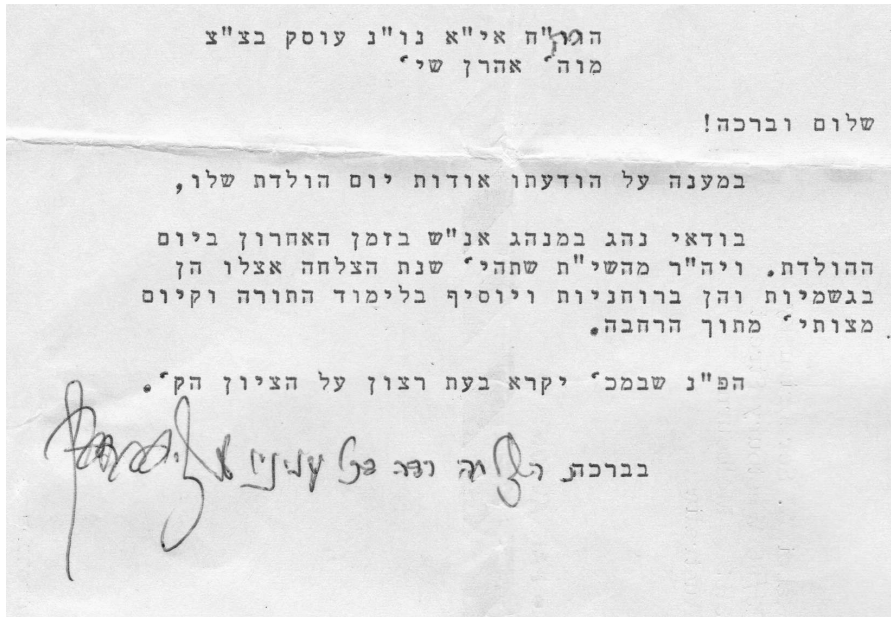 הרה"ח אי"א נו"נ עוסק בצ"צ
מוה' אהרן שי'
שלום וברכה!
במענה על הודעתו אודות יום הולדת שלו,
בודאי נהג במנהג אנ"ש בזמן האחרון ביום
ההולדת. ויה"ר מהשי"ת שתהי' שנת הצלחה אצלו הן
בגשמיות והן ברוחניות ויוסיף בלימוד התורה וקיום
מצותי' מתוך הרחבה.
הפ"נ שבמכ' יקרא בעת רצון על הציון הק'.
בברכה